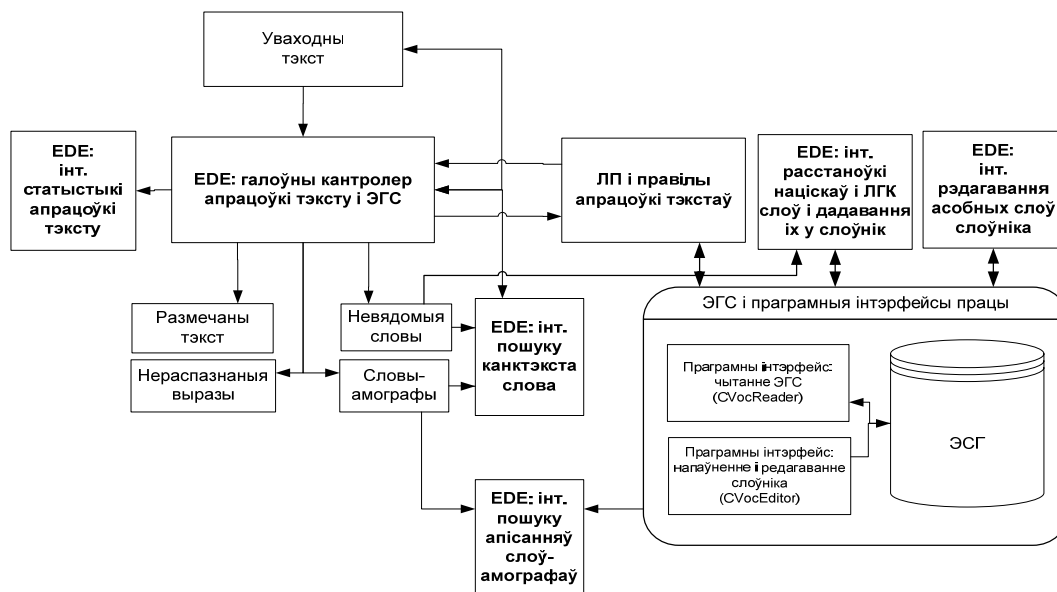 Уваходны
тэкст
EDE:
інт.
статыстыкі
апрацоўкі
тэксту
EDE: галоўны кантролер
апрацоўкі тэксту і ЭГС
ЛП і правілы
апрацоўкі тэкстаў
EDE: інт.
расстаноўкі
націскаў і ЛГК
слоў і дадавання
іх у слоўнік
EDE:
інт.
рэдагавання
асобных слоў
слоўніка
Размечаны
тэкст
Невядомыя
словы
Нераспазнаныя
выразы
Словы-
амографы
EDE: інт.
пошуку
канктэкста
слова
EDE: інт.
пошуку
апісанняў
слоў-
амографаў
ЭГС і праграмныя інтэрфейсы працы
Праграмны інтэрфейс:
чытанне ЭГС
(CVocReader)
Праграмны інтэрфейс:
напаўненне і редагаванне
слоўніка
(CVocEditor)
ЭСГ